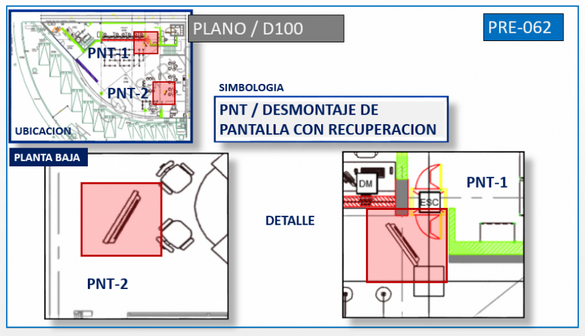 PLANO / D100
PRE-062
PNT-1
PNT-2
UBICACION
SIMBOLOGIA
PNT / DESMONTAJE DE
PANTALLA CON RECUPERACION
PLANTA BAJA
PNT-2
DETALLE
DM
ESC
PNT-1